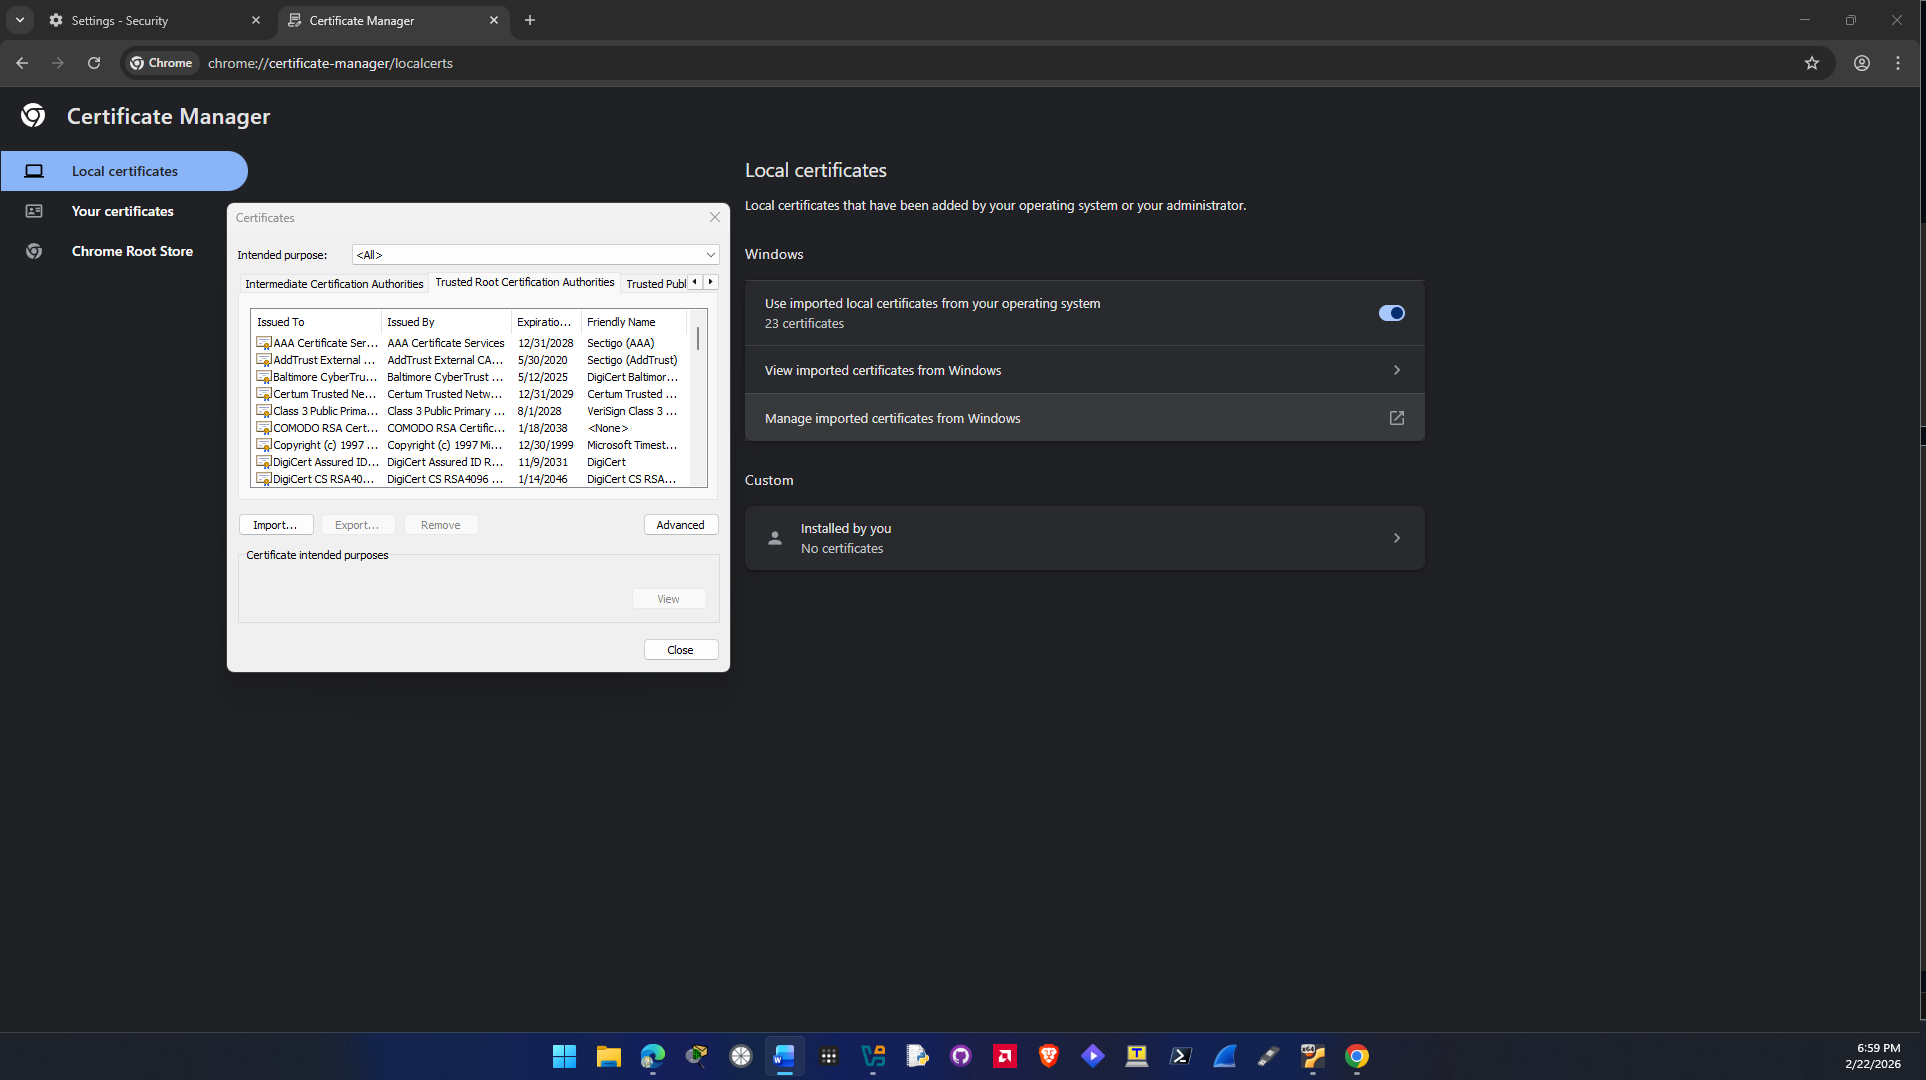 Settings - Security
Certificate Manager
Chrome
chrome://certificate-manager/localcerts
Certificate Manager
Local certificates
Your certificates
Chrome Root Store
Certificates
Intended purpose:
<All>
Intermediate Certification Authorities
Trusted Root Certification Authorities
Trusted Publ
Issued To Issued By Expiratio... Friendly Name
AAA Certificate Ser... AAA Certificate Services 12/31/2028 Sectigo (AAA)
AddTrust External ... AddTrust External CA... 5/30/2020 Sectigo (AddTrust)
Baltimore CyberTru... Baltimore CyberTrust ... 5/12/2025 DigiCert Baltimor...
Certum Trusted Ne... Certum Trusted Netw... 12/31/2029 Certum Trusted ...
Class 3 Public Prima... Class 3 Public Primary ... 8/1/2028 VeriSign Class 3 ...
COMODO RSA Cert... COMODO RSA Certific... 1/18/2038 <None>
Copyright (c) 1997 ... Copyright (c) 1997 Mi... 12/30/1999 Microsoft Timest...
DigiCert Assured ID... DigiCert Assured ID R... 11/9/2031 DigiCert
DigiCert CS RSA40... DigiCert CS RSA4096 ... 1/14/2046 DigiCert CS RSA...
Import...
Export...
Remove
Advanced
Certificate intended purposes
View
Close
Local certificates
Local certificates that have been added by your operating system or your administrator.
Windows
Use imported local certificates from your operating system
23 certificates
View imported certificates from Windows
Manage imported certificates from Windows
Custom
Installed by you
No certificates
6:59 PM
2/22/2026